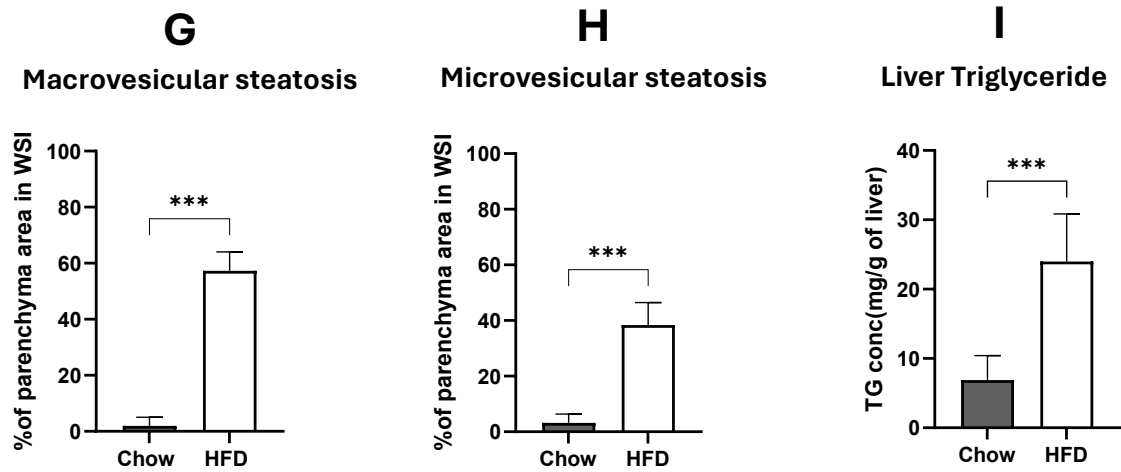 G
Macrovesicular steatosis
%of parenchyma area in WSI
100
80
60
40
20
0
***
Chow HFD
H
Microvesicular steatosis
%of parenchyma area in WSI
100
80
60
40
20
0
***
Chow HFD
I
Liver Triglyceride
TG conc(mg/g of liver)
40
30
20
10
0
***
Chow HFD